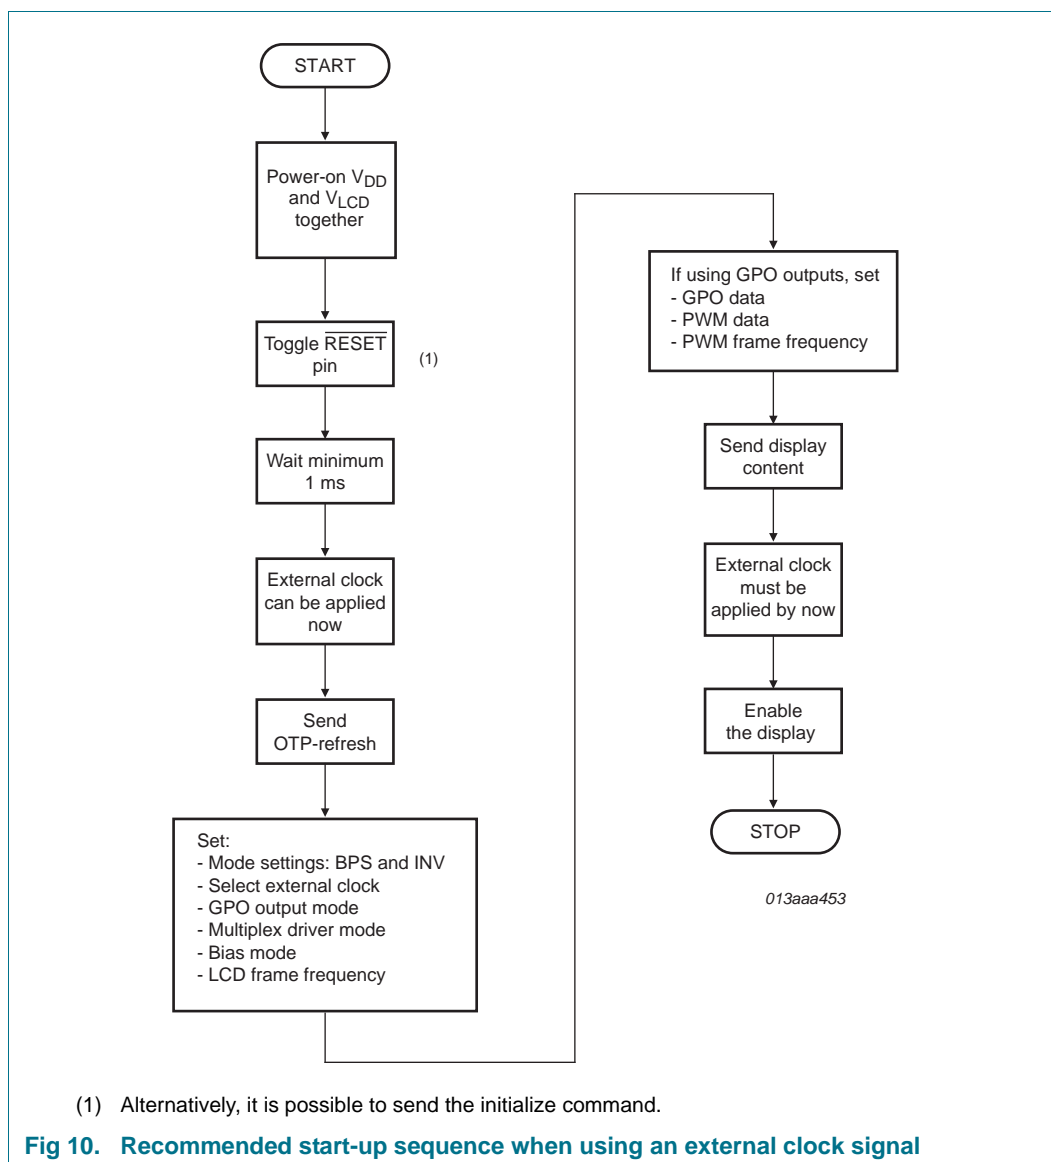 START
Power-on VDD
and VLCD
together
Toggle RESET
pin
(1)
Wait minimum
1 ms
External clock
can be applied
now
Send
OTP-refresh
Set:
- Mode settings: BPS and INV
- Select external clock
- GPO output mode
- Multiplex driver mode
- Bias mode
- LCD frame frequency
If using GPO outputs, set
- GPO data
- PWM data
- PWM frame frequency
Send display
content
External clock
must be
applied by now
Enable
the display
STOP
013aaa453
(1) Alternatively, it is possible to send the initialize command.
Fig 10. Recommended start-up sequence when using an external clock signal